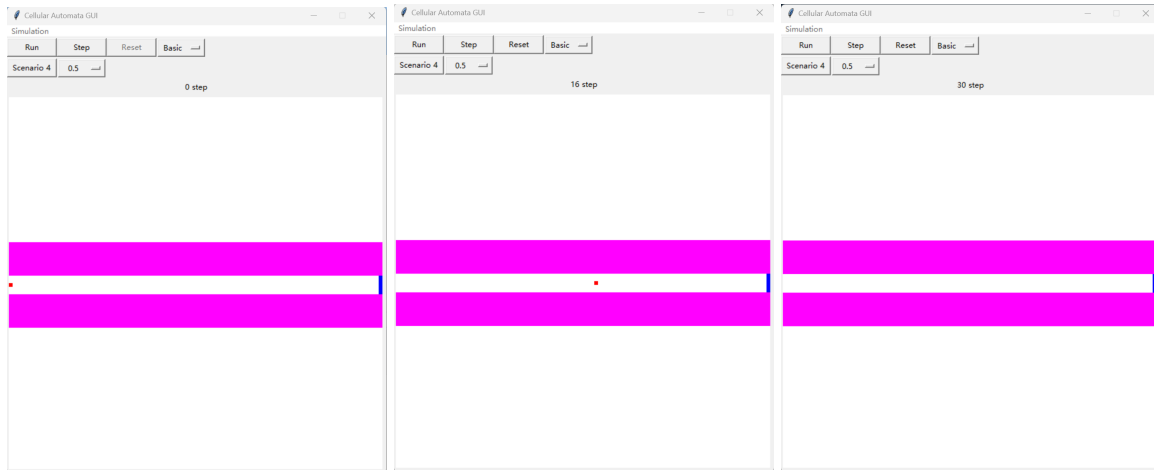 Cellular Automata GUI
Simulation
Run Step Reset Basic
Scenario 4 0.5
0 step
Cellular Automata GUI
Simulation
Run Step Reset Basic
Scenario 4 0.5
16 step
Cellular Automata GUI
Simulation
Run Step Reset Basic
Scenario 4 0.5
30 step